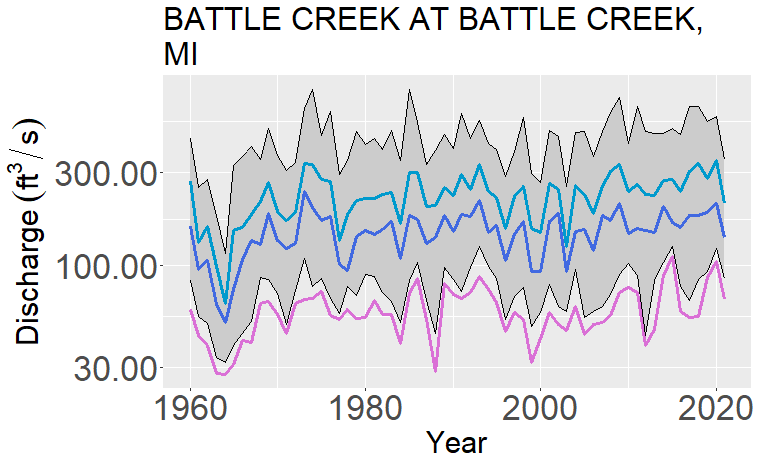 BATTLE CREEK AT BATTLE CREEK,
MI
Discharge (ft³/s)
300.00
100.00
30.00
1960 1980 2000 2020
Year